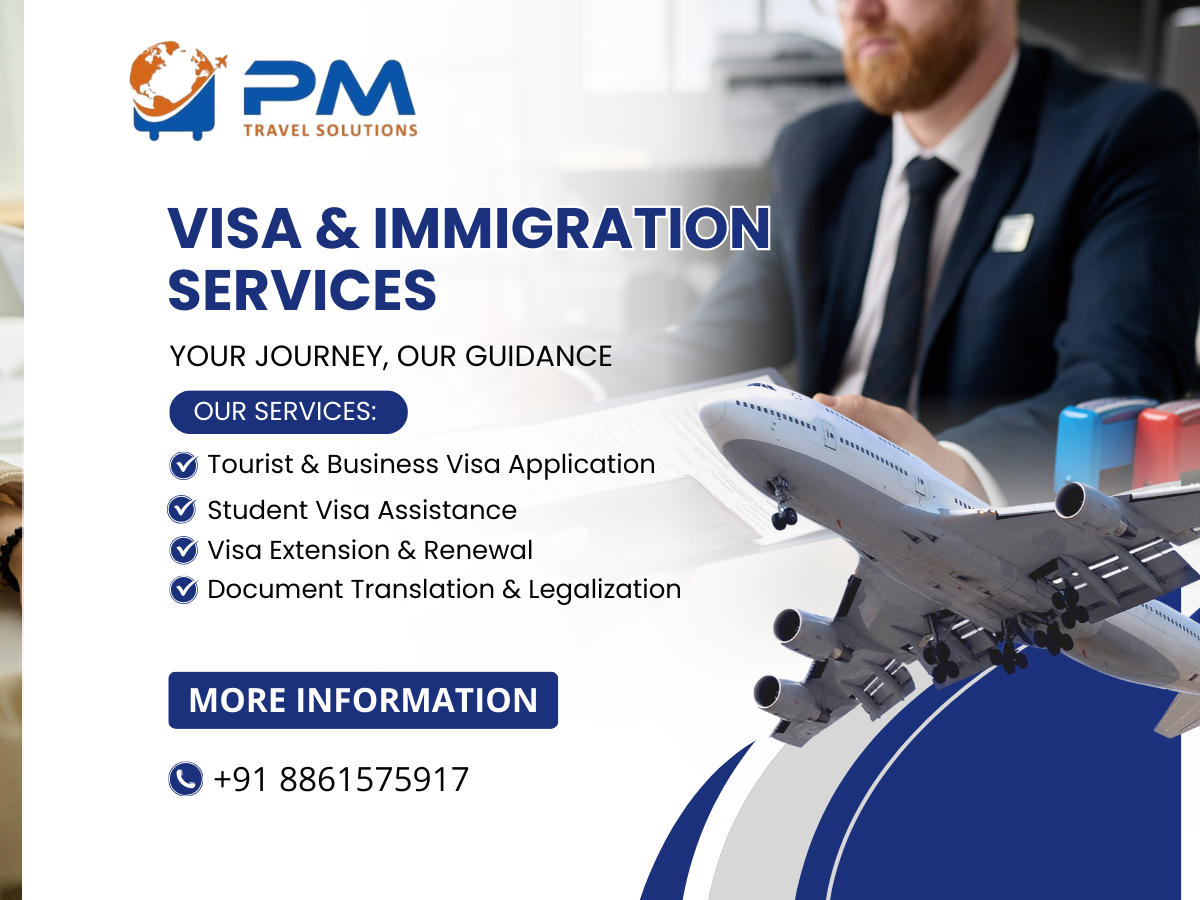 PM
TRAVEL SOLUTIONS
VISA & IMMIGRATION
SERVICES
YOUR JOURNEY, OUR GUIDANCE
OUR SERVICES:
Tourist & Business Visa Application
Student Visa Assistance
Visa Extension & Renewal
Document Translation & Legalization
MORE INFORMATION
+91 8861575917